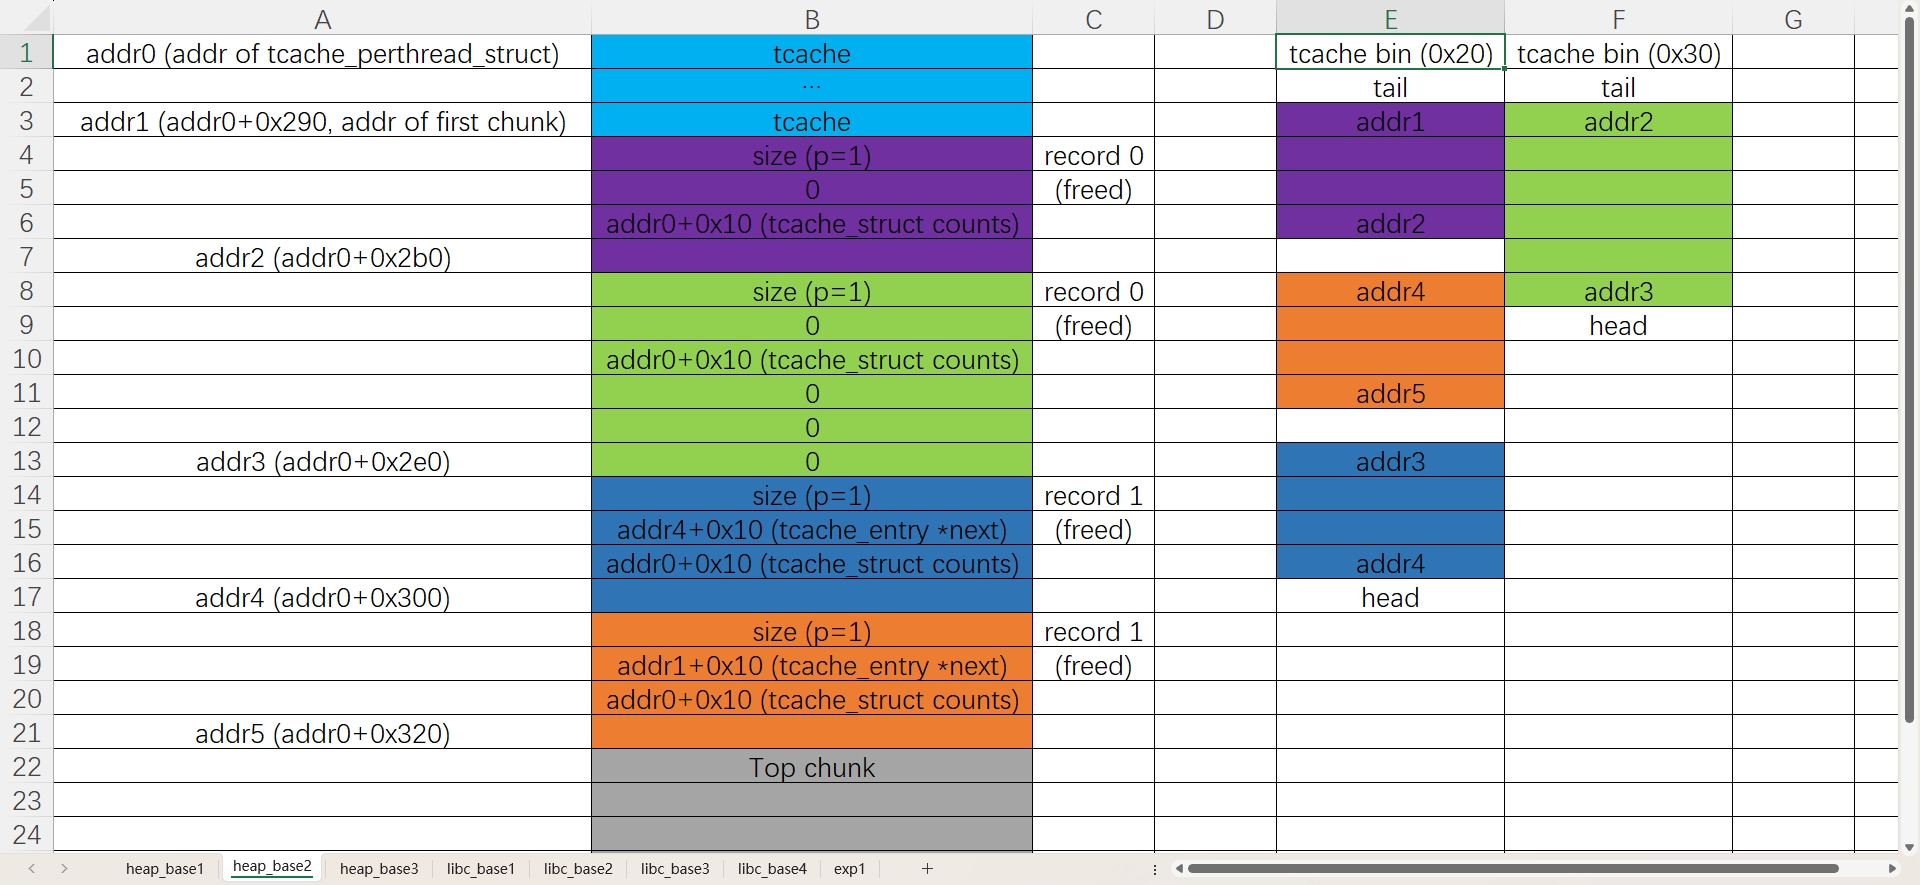 A B C D E F G
1 addr0 (addr of tcache_perthread_struct) tcache tcache bin (0x20) tcache bin (0x30)
2 ... tail tail
3 addr1 (addr0+0x290, addr of first chunk) tcache addr1 addr2
4 size (p=1) record 0
5 0 (freed)
6 addr0+0x10 (tcache_struct counts) addr2
7 addr2 (addr0+0x2b0)
8 size (p=1) record 0 addr4 addr3
9 0 (freed) head
10 addr0+0x10 (tcache_struct counts)
11 0 addr5
12 0
13 addr3 (addr0+0x2e0) 0 addr3
14 size (p=1) record 1
15 addr4+0x10 (tcache_entry *next) (freed)
16 addr0+0x10 (tcache_struct counts) addr4
17 addr4 (addr0+0x300) head
18 size (p=1) record 1
19 addr1+0x10 (tcache_entry *next) (freed)
20 addr0+0x10 (tcache_struct counts)
21 addr5 (addr0+0x320)
22 Top chunk
23
24
heap_base1 heap_base2 heap_base3 libc_base1 libc_base2 libc_base3 libc_base4 exp1 +